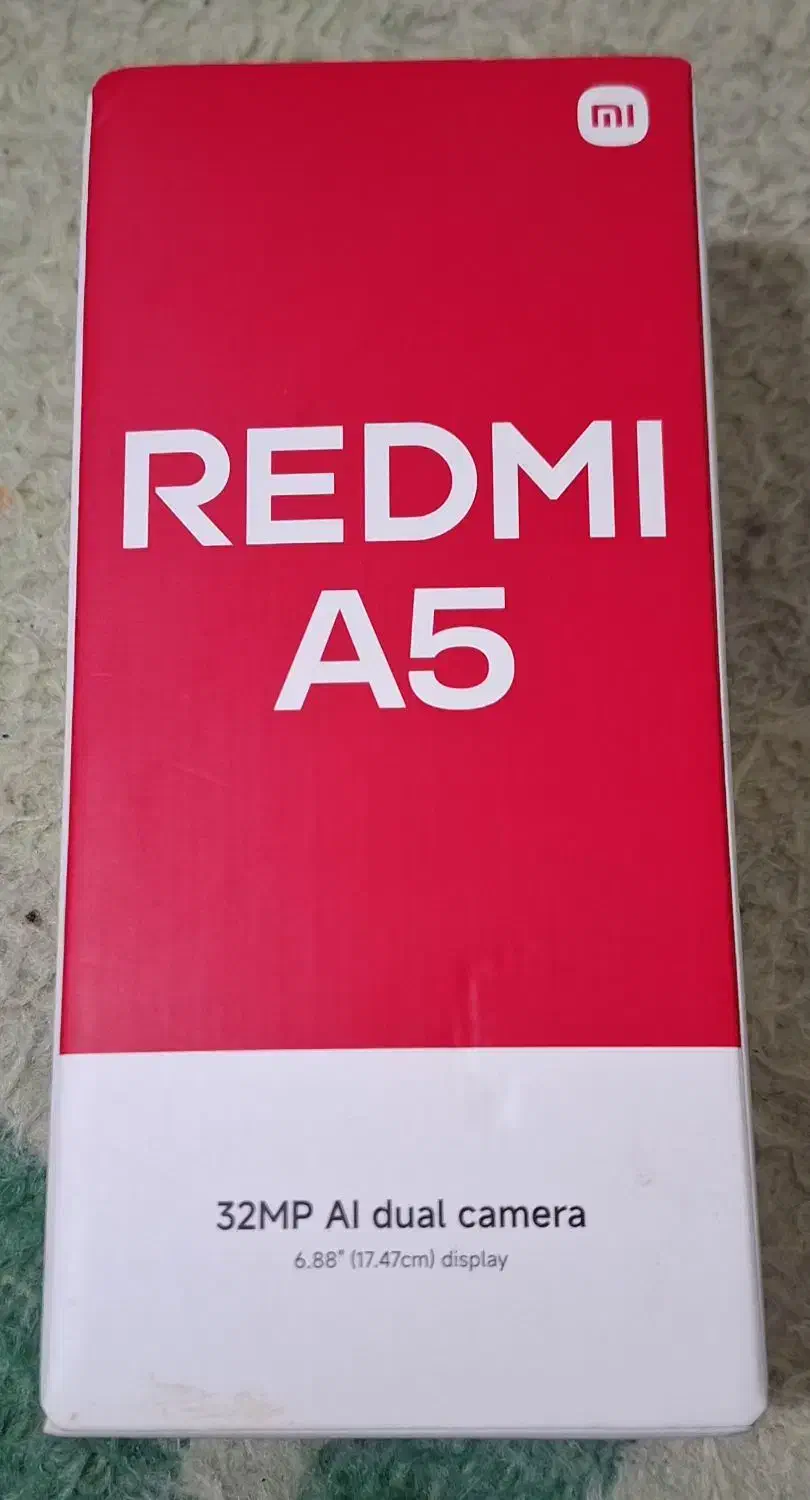 mi
REDMI
A5
32MP AI dual camera
6.88" (17.47cm) display